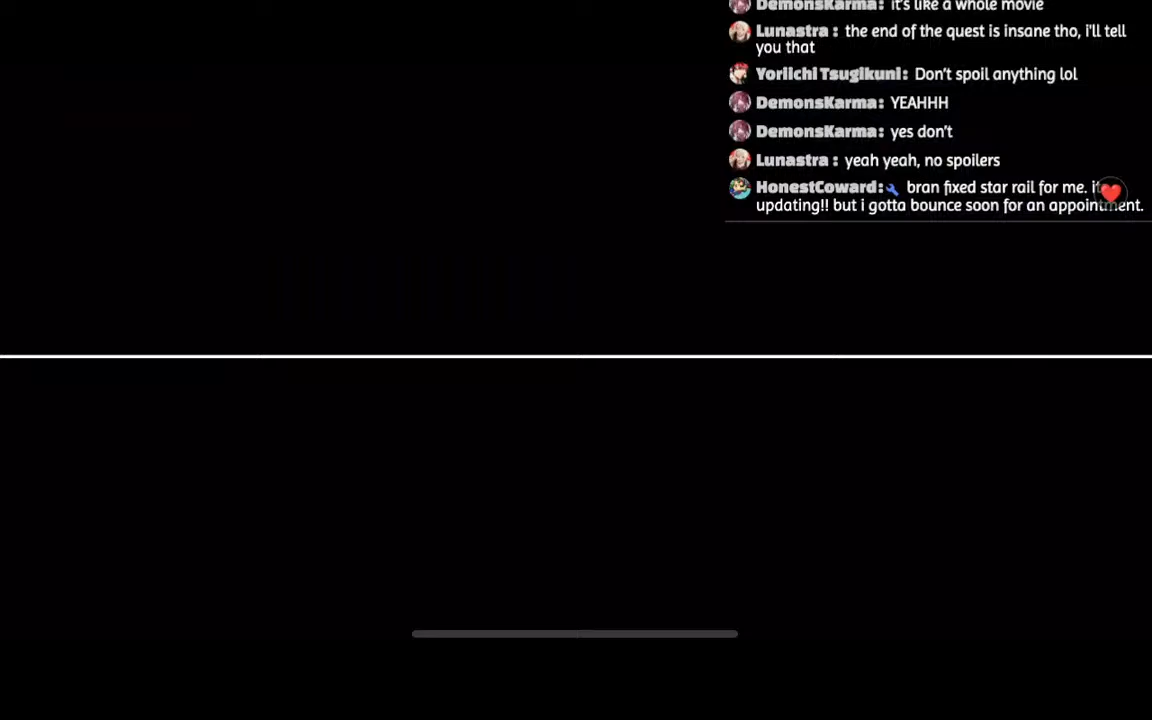 DemonsKarma: it's like a whole movie
Lunastra : the end of the quest is insane tho, i'll tell
you that
Yoriichi Tsugikuni: Don't spoil anything lol
DemonsKarma: YEAHHH
DemonsKarma: yes don't
Lunastra : yeah yeah, no spoilers
HonestCoward: bran fixed star rail for me.
updating!! but i gotta bounce soon for an appointment.